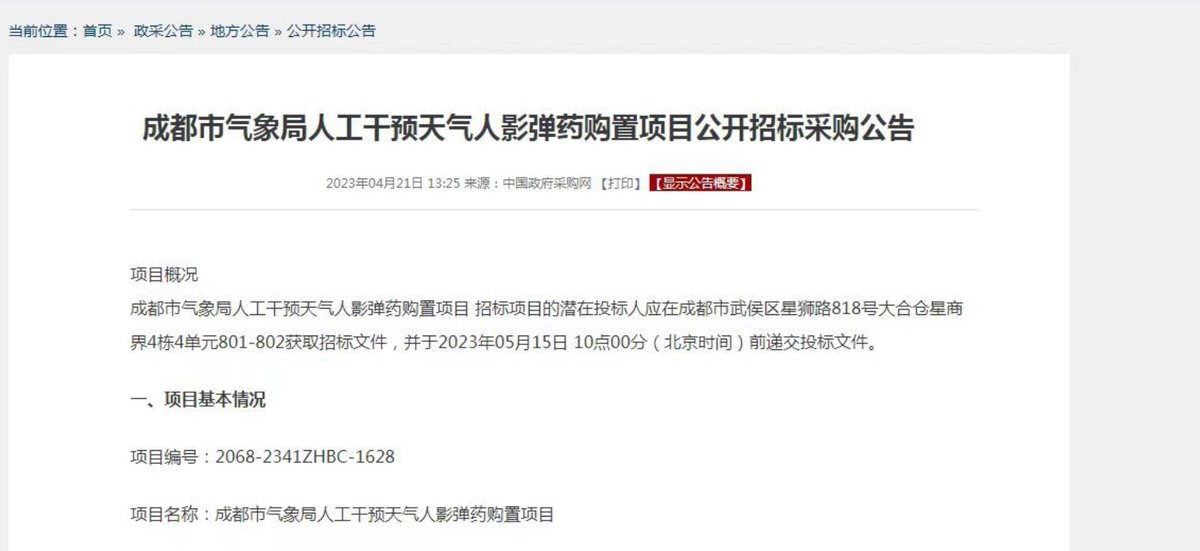 当前位置：首页 » 政采公告 » 地方公告 » 公开招标公告
成都市气象局人工干预天气人影弹药购置项目公开招标采购公告
2023年04月21日 13:25 来源：中国政府采购网 【打印】 【显示公告概要】
项目概况
成都市气象局人工干预天气人影弹药购置项目 招标项目的潜在投标人应在成都市武侯区星狮路818号大合仓星商
界4栋4单元801-802获取招标文件，并于2023年05月15日 10点00分（北京时间）前递交投标文件。
一、项目基本情况
项目编号：2068-2341ZHBC-1628
项目名称：成都市气象局人工干预天气人影弹药购置项目